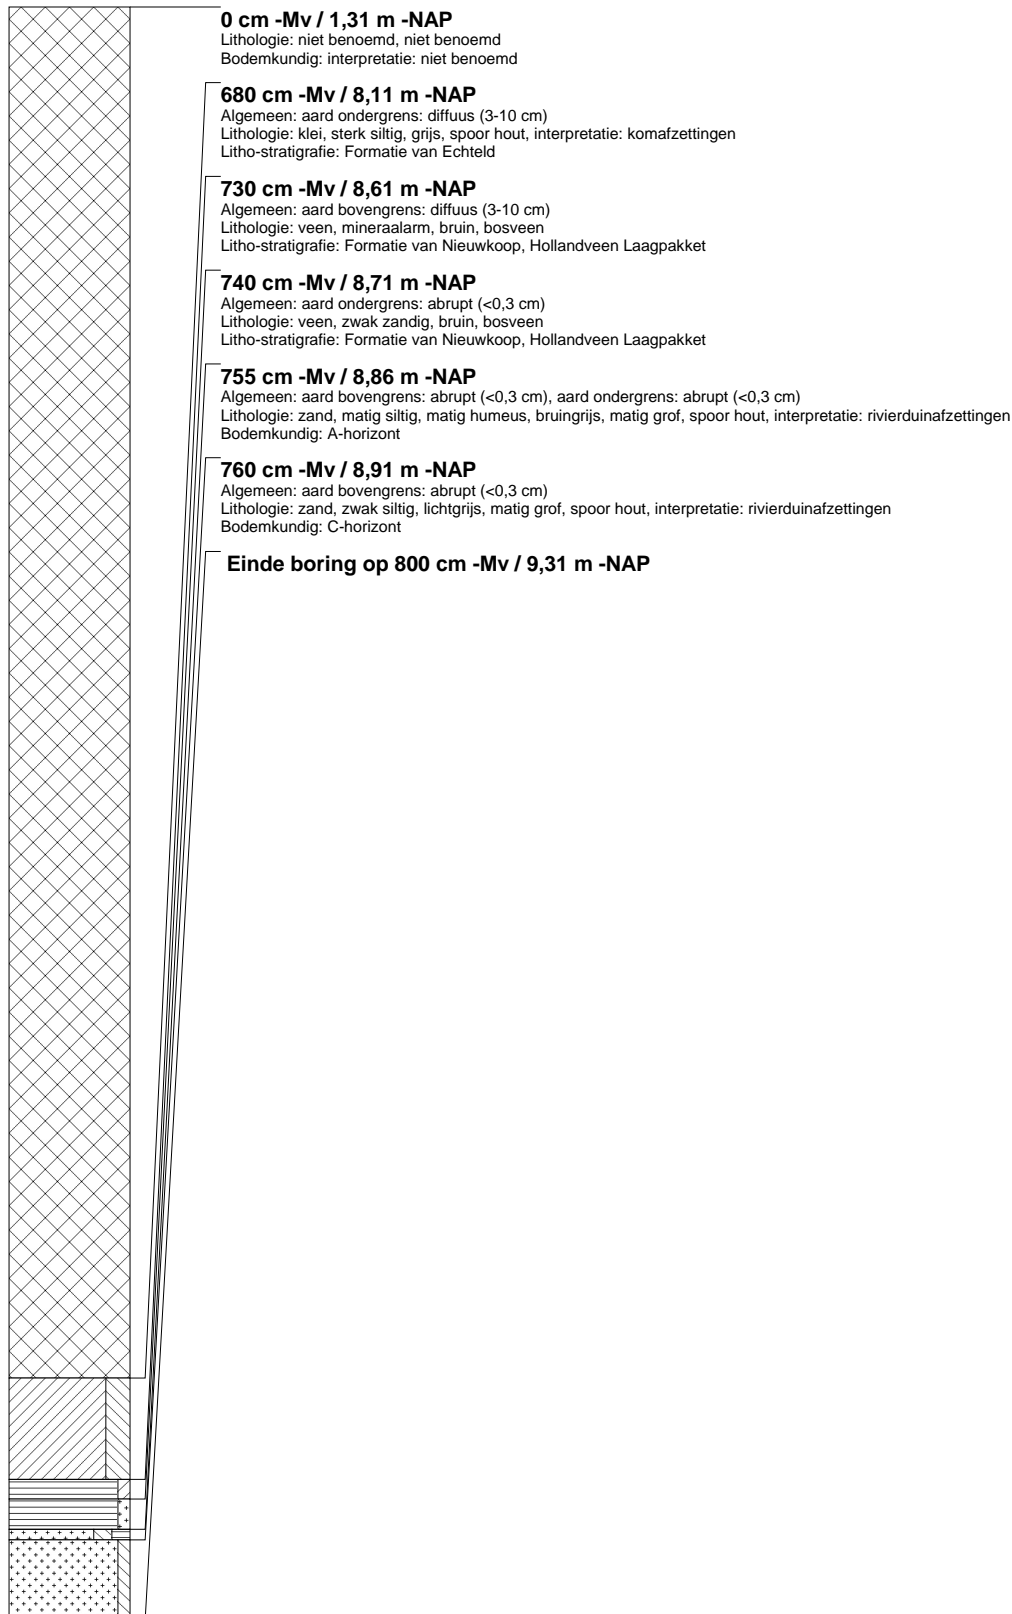 0 cm -Mv / 1,31 m -NAP
Lithologie: niet benoemd, niet benoemd
Bodemkundig: interpretatie: niet benoemd
680 cm -Mv / 8,11 m -NAP
Algemeen: aard ondergrens: diffuus (3-10 cm)
Lithologie: klei, sterk siltig, grijs, spoor hout, interpretatie: komafzettingen
Litho-stratigrafie: Formatie van Echteld
730 cm -Mv / 8,61 m -NAP
Algemeen: aard bovengrens: diffuus (3-10 cm)
Lithologie: veen, mineraalarm, bruin, bosveen
Litho-stratigrafie: Formatie van Nieuwkoop, Hollandveen Laagpakket
740 cm -Mv / 8,71 m -NAP
Algemeen: aard ondergrens: abrupt (<0,3 cm)
Lithologie: veen, zwak zandig, bruin, bosveen
Litho-stratigrafie: Formatie van Nieuwkoop, Hollandveen Laagpakket
755 cm -Mv / 8,86 m -NAP
Algemeen: aard bovengrens: abrupt (<0,3 cm), aard ondergrens: abrupt (<0,3 cm)
Lithologie: zand, matig siltig, matig humeus, bruingrijs, matig grof, spoor hout, interpretatie: rivierduinafzettingen
Bodemkundig: A-horizont
760 cm -Mv / 8,91 m -NAP
Algemeen: aard bovengrens: abrupt (<0,3 cm)
Lithologie: zand, zwak siltig, lichtgrijs, matig grof, spoor hout, interpretatie: rivierduinafzettingen
Bodemkundig: C-horizont
Einde boring op 800 cm -Mv / 9,31 m -NAP